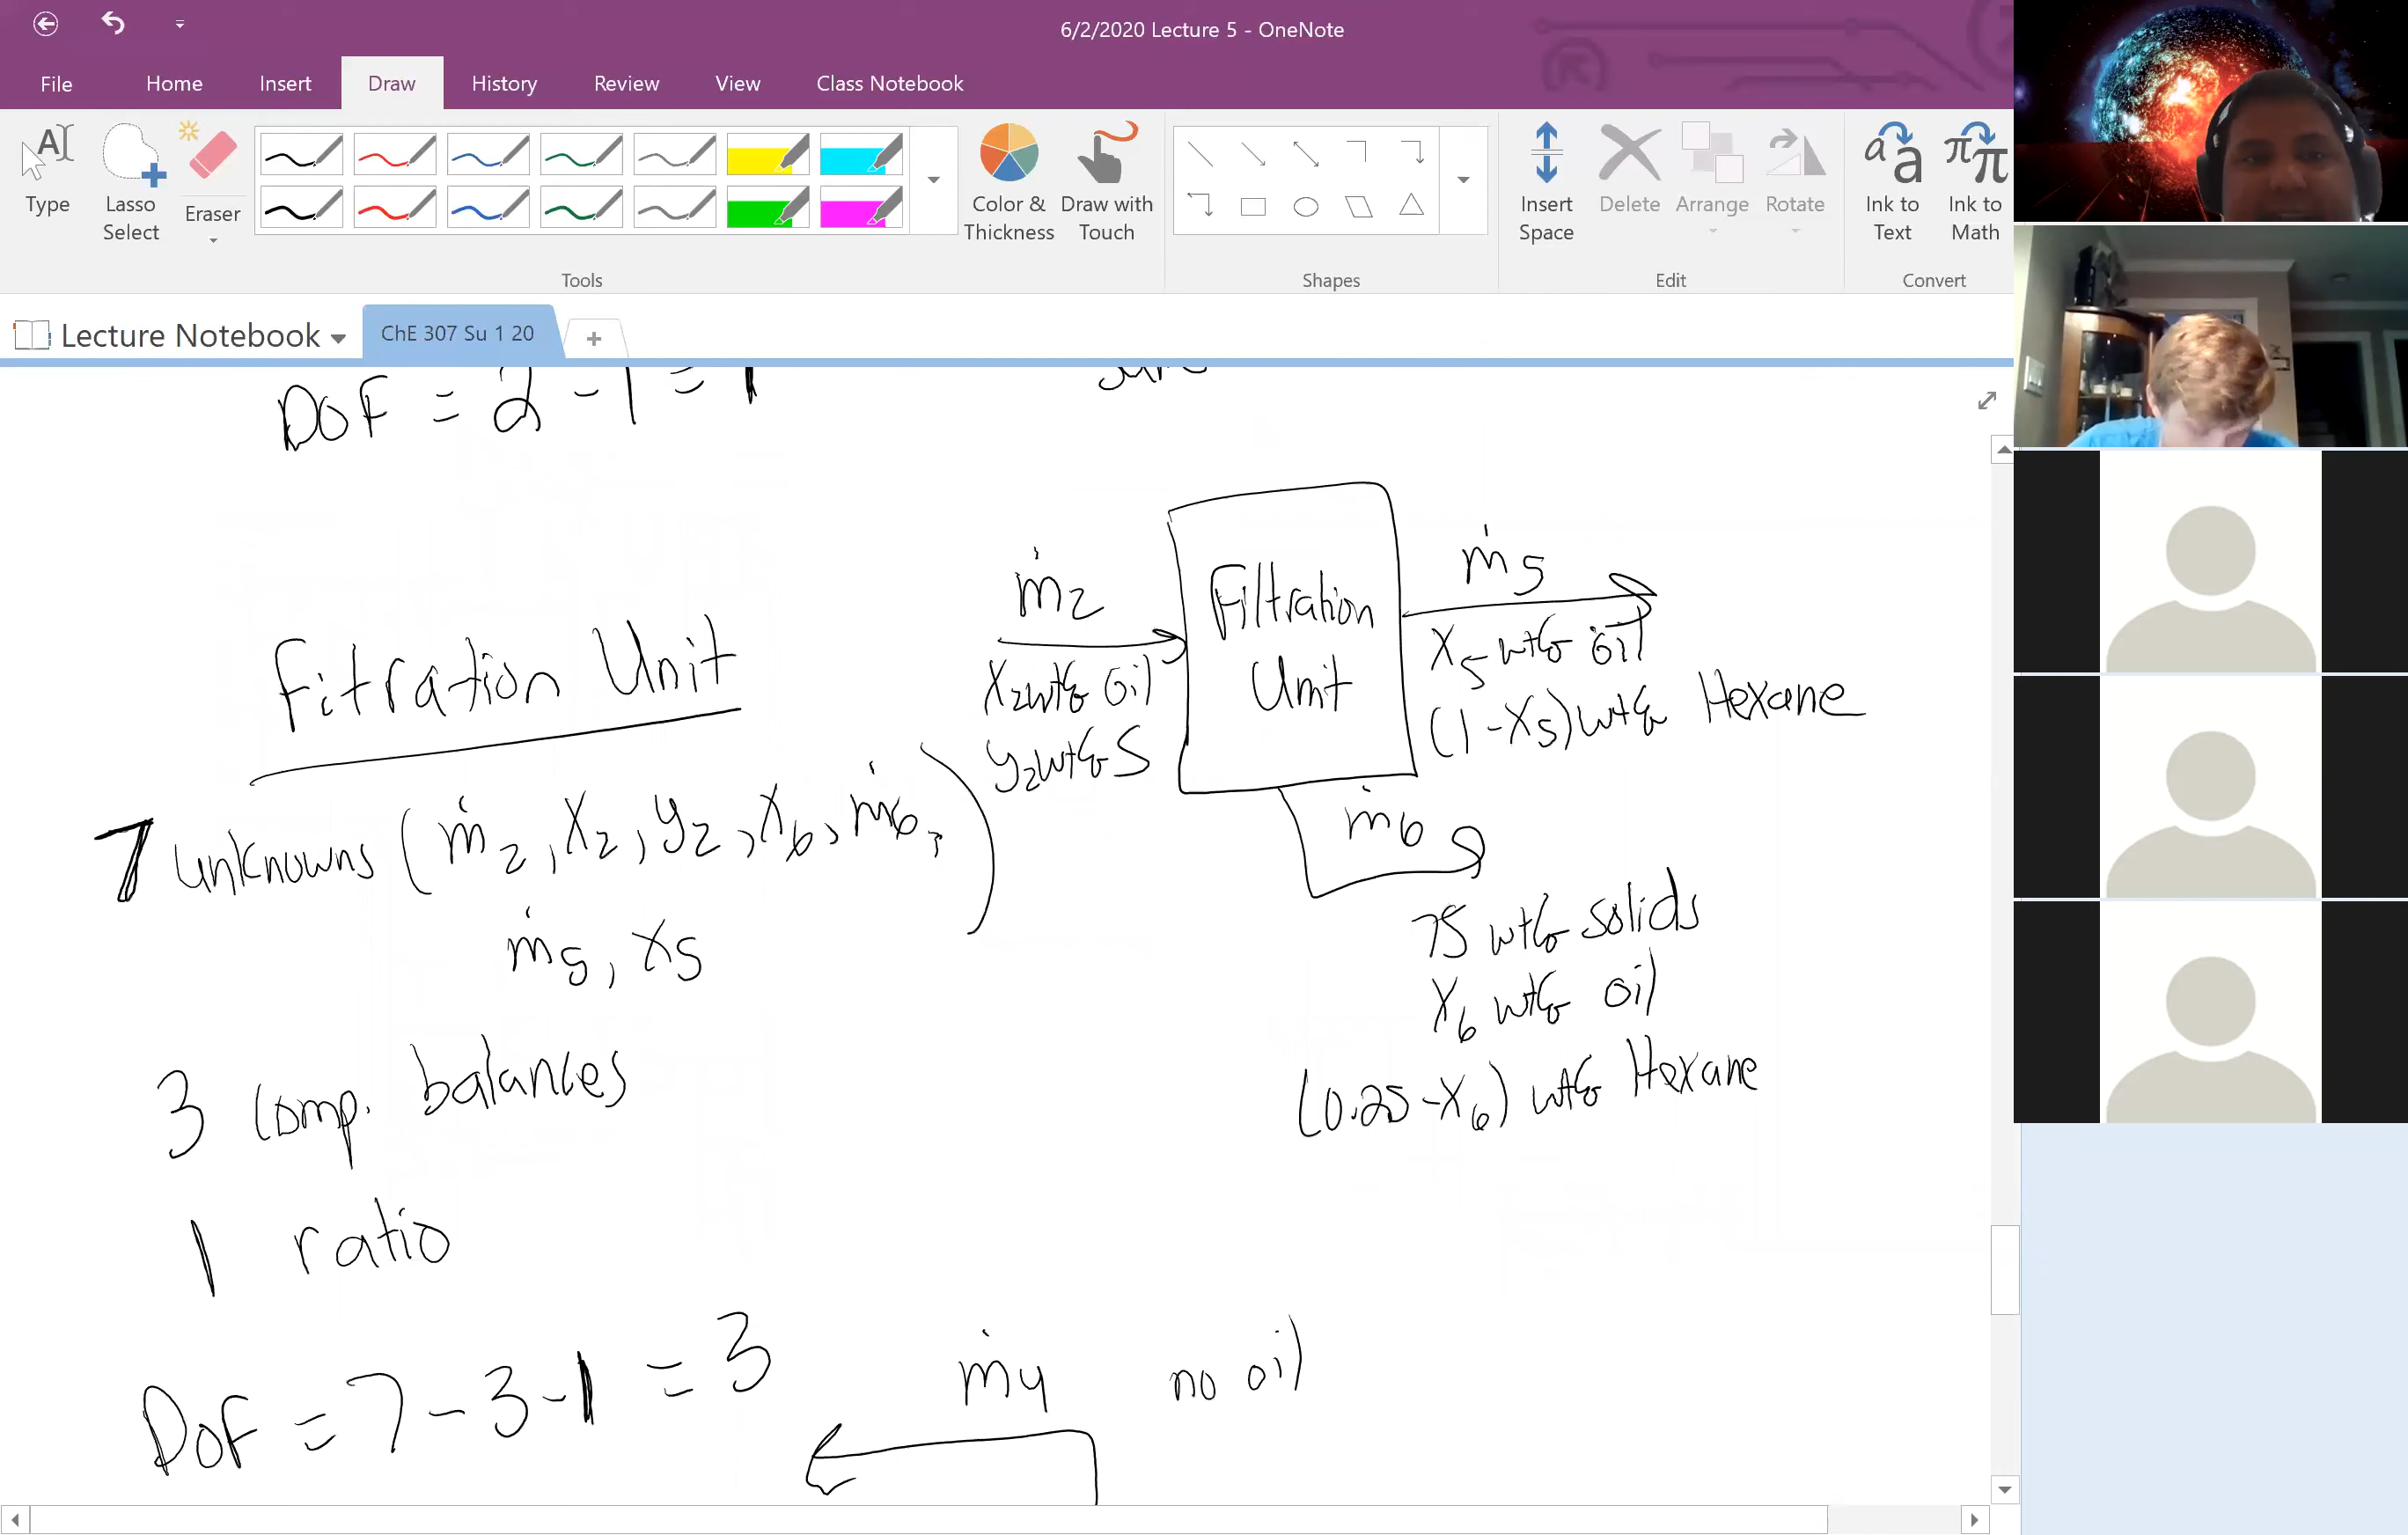 6/2/2020 Lecture 5 - OneNote
File Home Insert Draw History Review View Class Notebook
Type
Lasso Select
Eraser
Color & Thickness
Draw with Touch
Insert Space
Delete
Arrange
Rotate
Ink to Text
Ink to Math
Tools
Shapes
Edit
Convert
Lecture Notebook
ChE 307 Su 1 20
+
DoF = 2 - 1 = 1
Fitration Unit
7 unknowns (ṁ2, X2, y2, X6, ṁ6,
ṁ5, X5)
3 comp. balances
1 ratio
DoF = 7 - 3 - 1 = 3
ṁ2
X2 wt% oil
y2 wt% S
Filtration
Unit
ṁ5
X5 wt% oil
(1 - X5) wt% Hexane
ṁ6
75 wt% solids
X6 wt% oil
(0.25 - X6) wt% Hexane
ṁ4 no oil